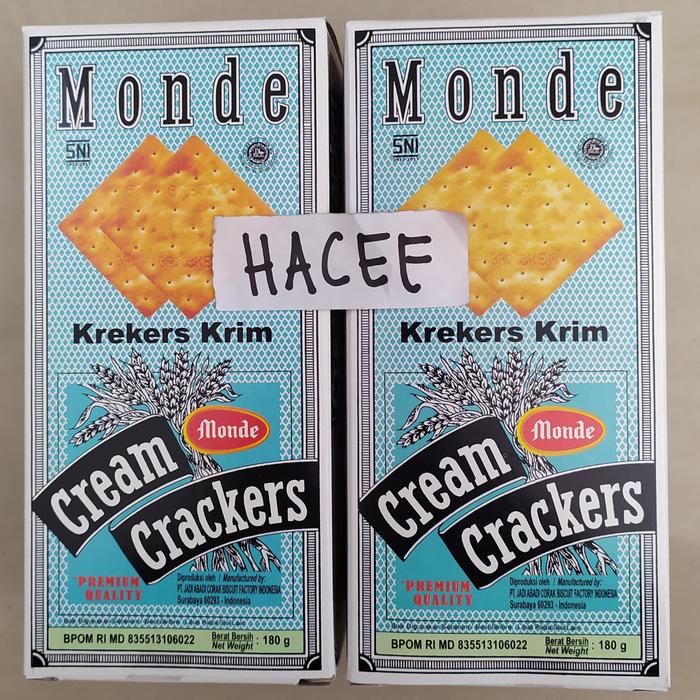 Monde
SNI
HACEF
Krekers Krim
Monde
Cream
Crackers
"PREMIUM
QUALITY
Diproduksi oleh / Manufactured by:
PT. JADI ABADI CORAK BISCUIT FACTORY INDONESIA
Surabaya 60293 - Indonesia
BPOM RI MD 835513106022
Berat Bersih
Net Weight : 180 g
Monde
SNI
Krekers Krim
Monde
Cream
Crackers
"PREMIUM
QUALITY
Diproduksi oleh / Manufactured by:
PT. JADI ABADI CORAK BISCUIT FACTORY INDONESIA
Surabaya 60293 - Indonesia
BPOM RI MD 835513106022
Berat Bersih
Net Weight : 180 g